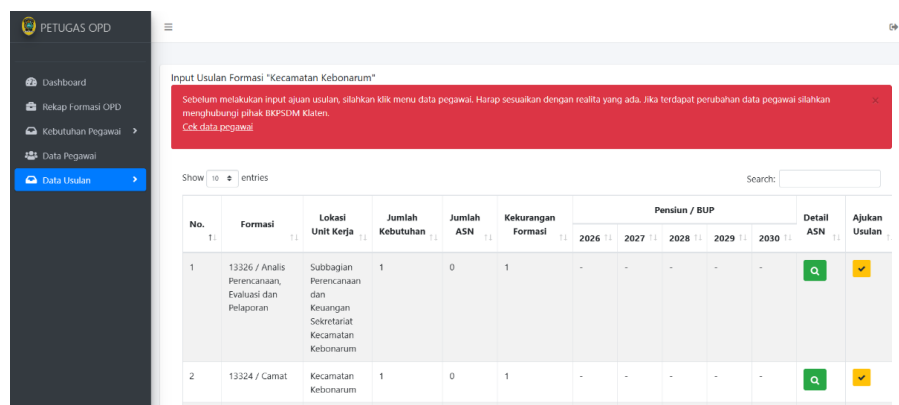 PETUGAS OPD
Dashboard
Rekap Formasi OPD
Kebutuhan Pegawai
Data Pegawai
Data Usulan
Input Usulan Formasi "Kecamatan Kebonarum"
Sebelum melakukan input ajuan usulan, silahkan klik menu data pegawai. Harap sesuaikan dengan realita yang ada. Jika terdapat perubahan data pegawai silahkan
menghubungi pihak BKPSDM Klaten.
Cek data pegawai
×
Show 10 entries
Search:
No.
Formasi
Lokasi
Unit Kerja
Jumlah
Kebutuhan
Jumlah
ASN
Kekurangan
Formasi
Pensiun / BUP
2026 2027 2028 2029 2030
Detail
ASN
Ajukan
Usulan
1
13326 / Analis
Perencanaan,
Evaluasi dan
Pelaporan
Subbagian
Perencanaan
dan
Keuangan
Sekretariat
Kecamatan
Kebonarum
1 0 1 - - - - -
2
13324 / Camat
Kecamatan
Kebonarum
1 0 1 - - - - -